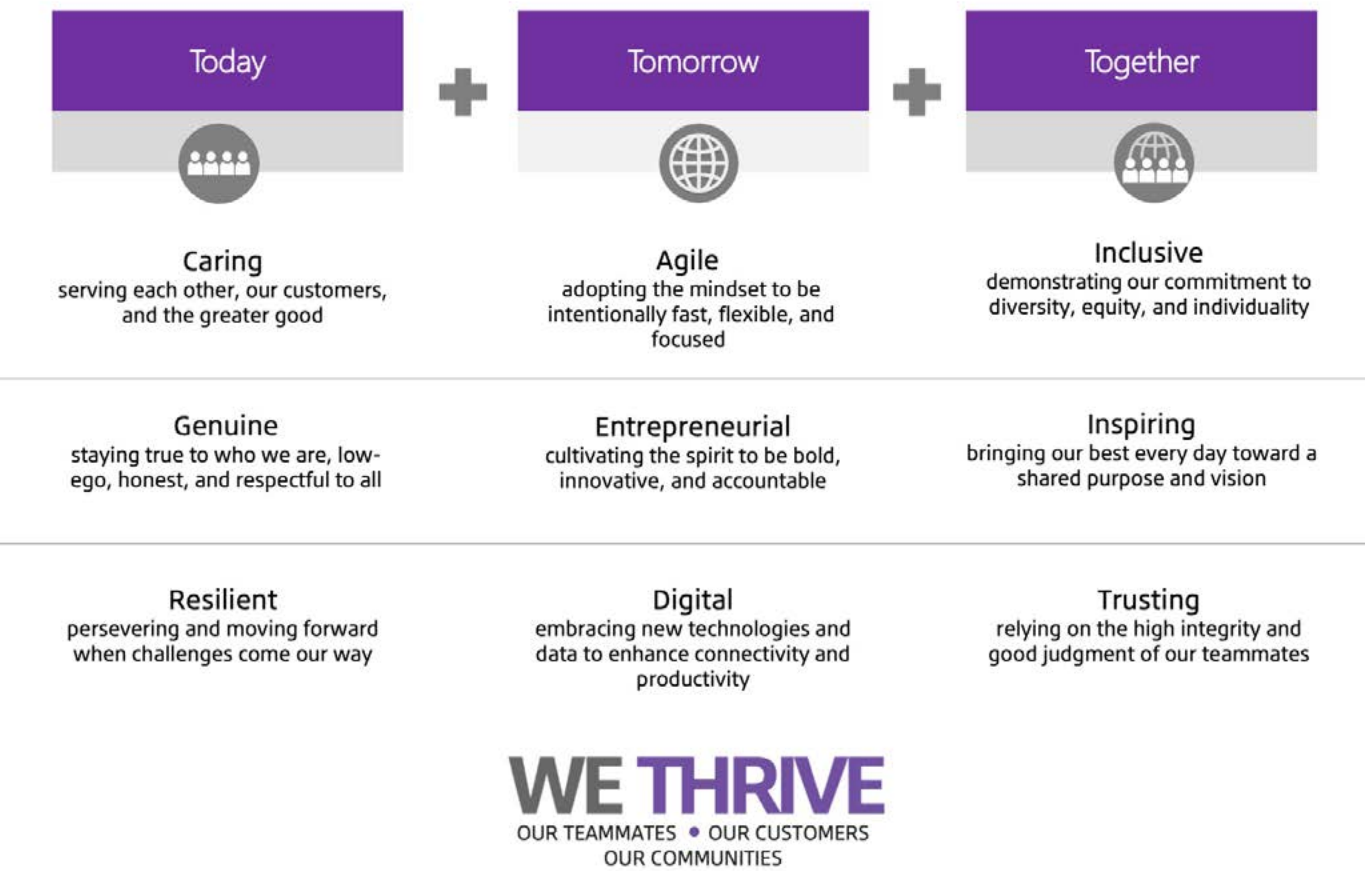 Today
Tomorrow
Together
Caring
serving each other, our customers,
and the greater good
Agile
adopting the mindset to be
intentionally fast, flexible, and
focused
Inclusive
demonstrating our commitment to
diversity, equity, and individuality
Genuine
staying true to who we are, low-
ego, honest, and respectful to all
Entrepreneurial
cultivating the spirit to be bold,
innovative, and accountable
Inspiring
bringing our best every day toward a
shared purpose and vision
Resilient
persevering and moving forward
when challenges come our way
Digital
embracing new technologies and
data to enhance connectivity and
productivity
Trusting
relying on the high integrity and
good judgment of our teammates
WE THRIVE
OUR TEAMMATES • OUR CUSTOMERS
OUR COMMUNITIES